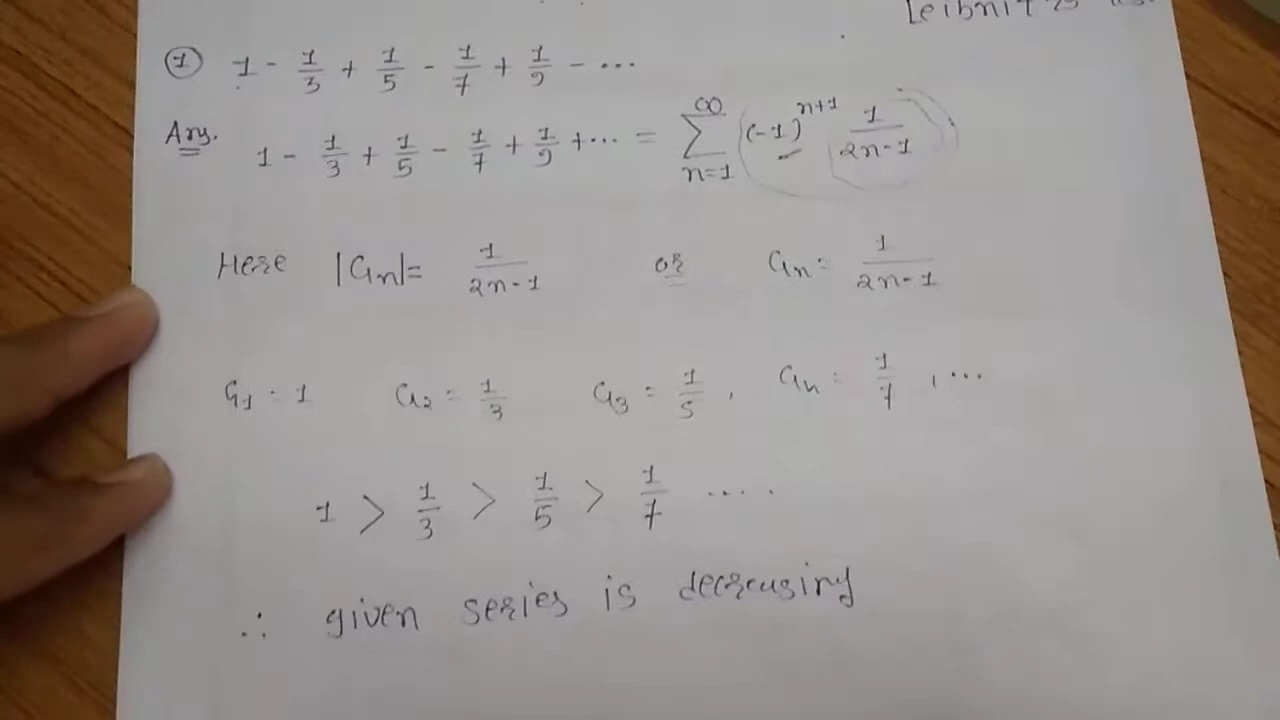 Leibnitz's
① 1 - 1/3 + 1/5 - 1/7 + 1/9 - ...
Ans. 1 - 1/3 + 1/5 - 1/7 + 1/9 + ... = ∑_{n=1}^{∞} (-1)^{n+1} 1/(2n-1)
Here |an| = 1/(2n-1) or an = 1/(2n-1)
a1 = 1 a2 = 1/3 a3 = 1/5 , an = 1/7 , ...
1 > 1/3 > 1/5 > 1/7 ....
∴ given series is decreasing